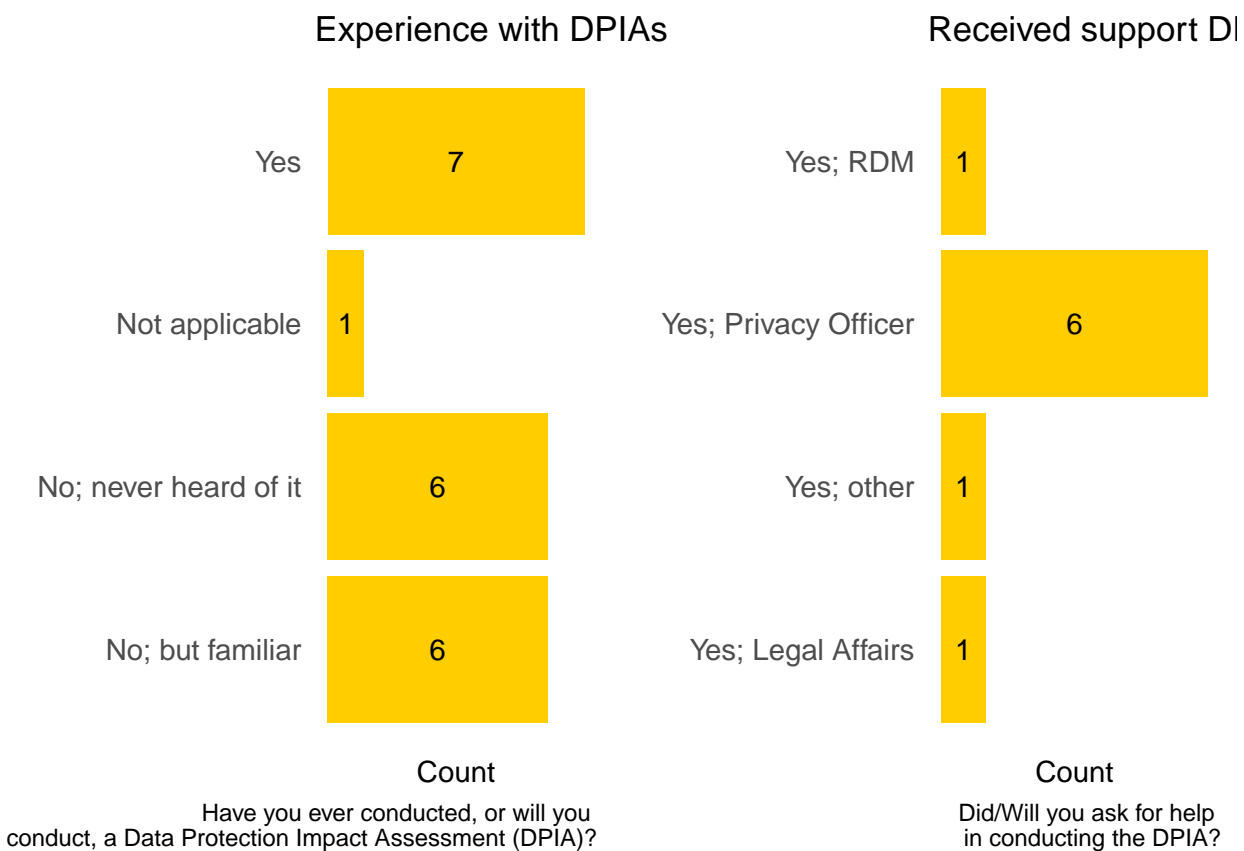 Experience with DPIAs
Yes
7
Not applicable
1
No; never heard of it
6
No; but familiar
6
Count
Have you ever conducted, or will you
conduct, a Data Protection Impact Assessment (DPIA)?
Received support
Yes; RDM
1
Yes; Privacy Officer
6
Yes; other
1
Yes; Legal Affairs
1
Count
Did/Will you ask for help
in conducting the DPIA?